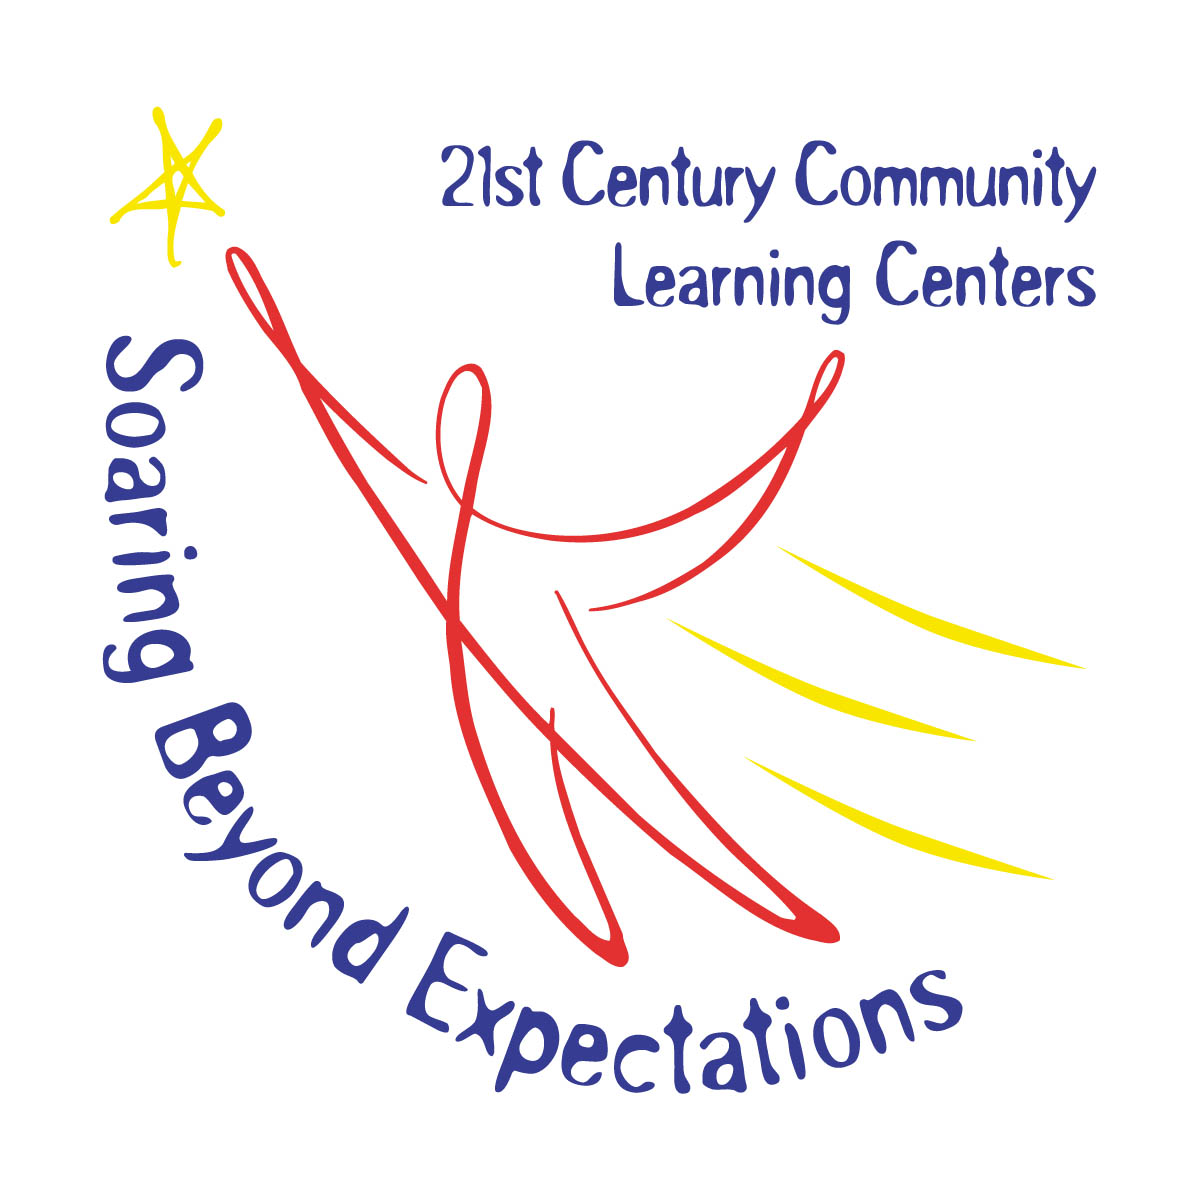 21st Century Community
Learning Centers
Soaring Beyond Expectations